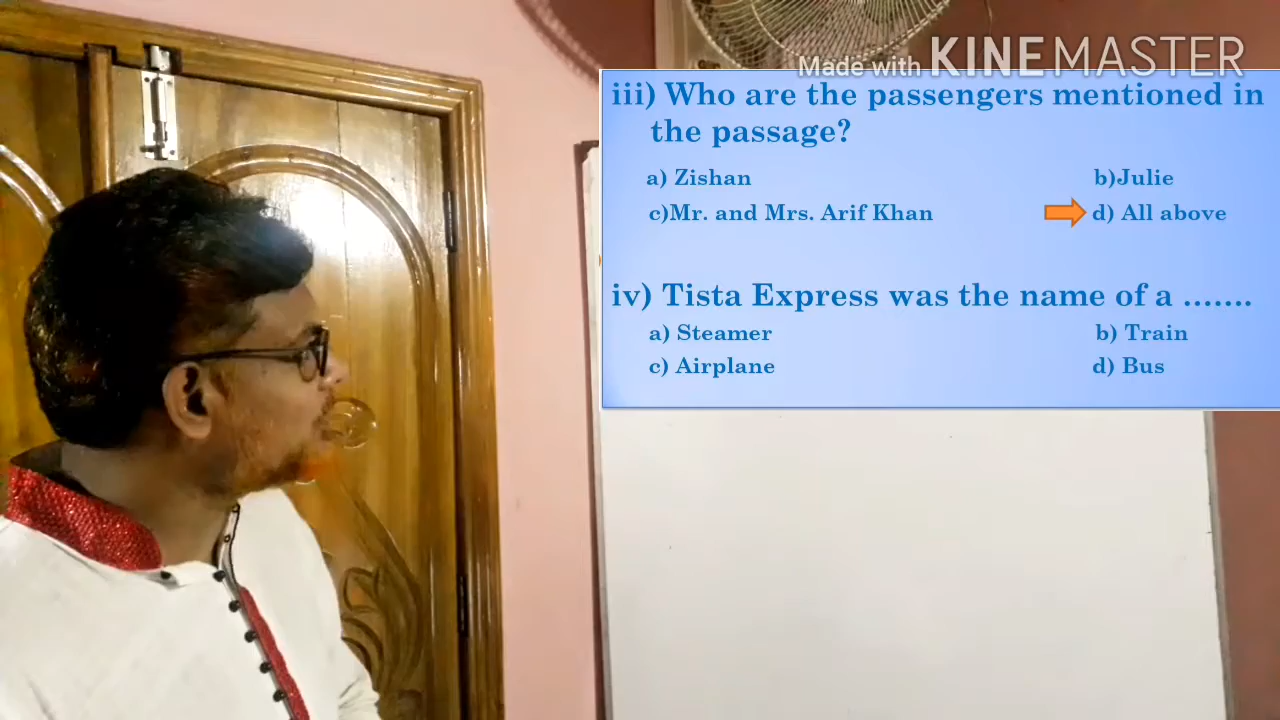 Made with KINEMASTER
iii) Who are the passengers mentioned in
the passage?
a) Zishan b)Julie
c)Mr. and Mrs. Arif Khan d) All above
iv) Tista Express was the name of a .......
a) Steamer b) Train
c) Airplane d) Bus